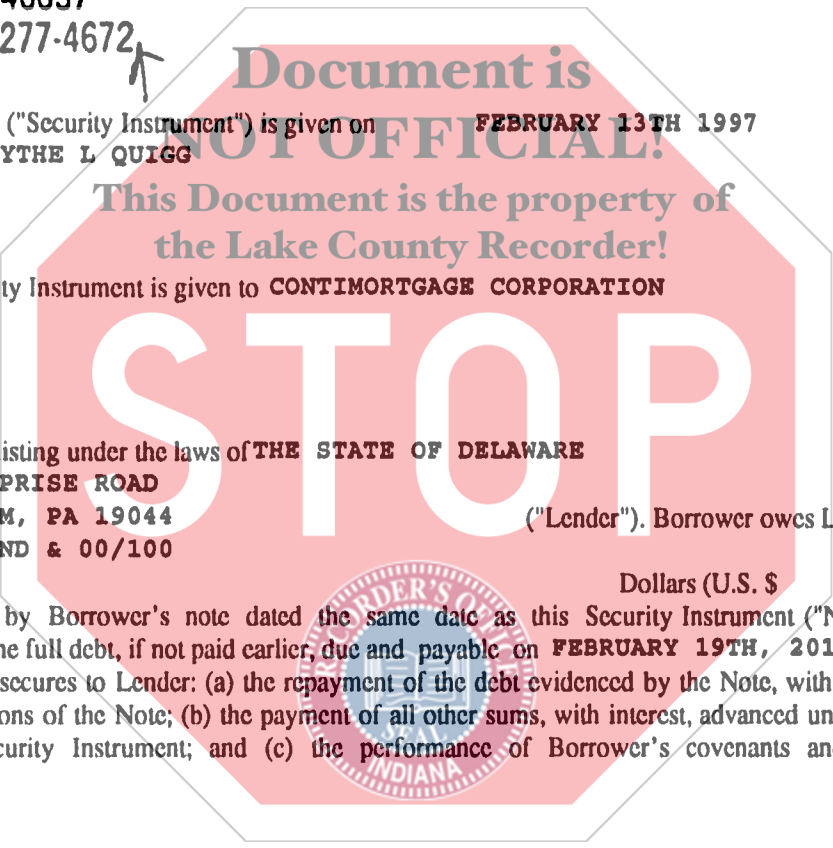 277-4672
Document is
("Security Instrument") is given on FEBRUARY 13TH 1997
YTHE L QUIGG
NOT OFFICIAL!
This Document is the property of
the Lake County Recorder!
ty Instrument is given to CONTIMORTGAGE CORPORATION
STOP
isting under the laws of THE STATE OF DELAWARE
PRISE ROAD
M, PA 19044 ("Lender"). Borrower owes L
ND & 00/100
Dollars (U.S. $
by Borrower's note dated the same date as this Security Instrument ("N
he full debt, if not paid earlier, due and payable on FEBRUARY 19TH, 201
secures to Lender: (a) the repayment of the debt evidenced by the Note, with
ons of the Note; (b) the payment of all other sums, with interest, advanced un
curity Instrument; and (c) the performance of Borrower's covenants an
RECORDER'S OFFICE
SEAL
INDIANA